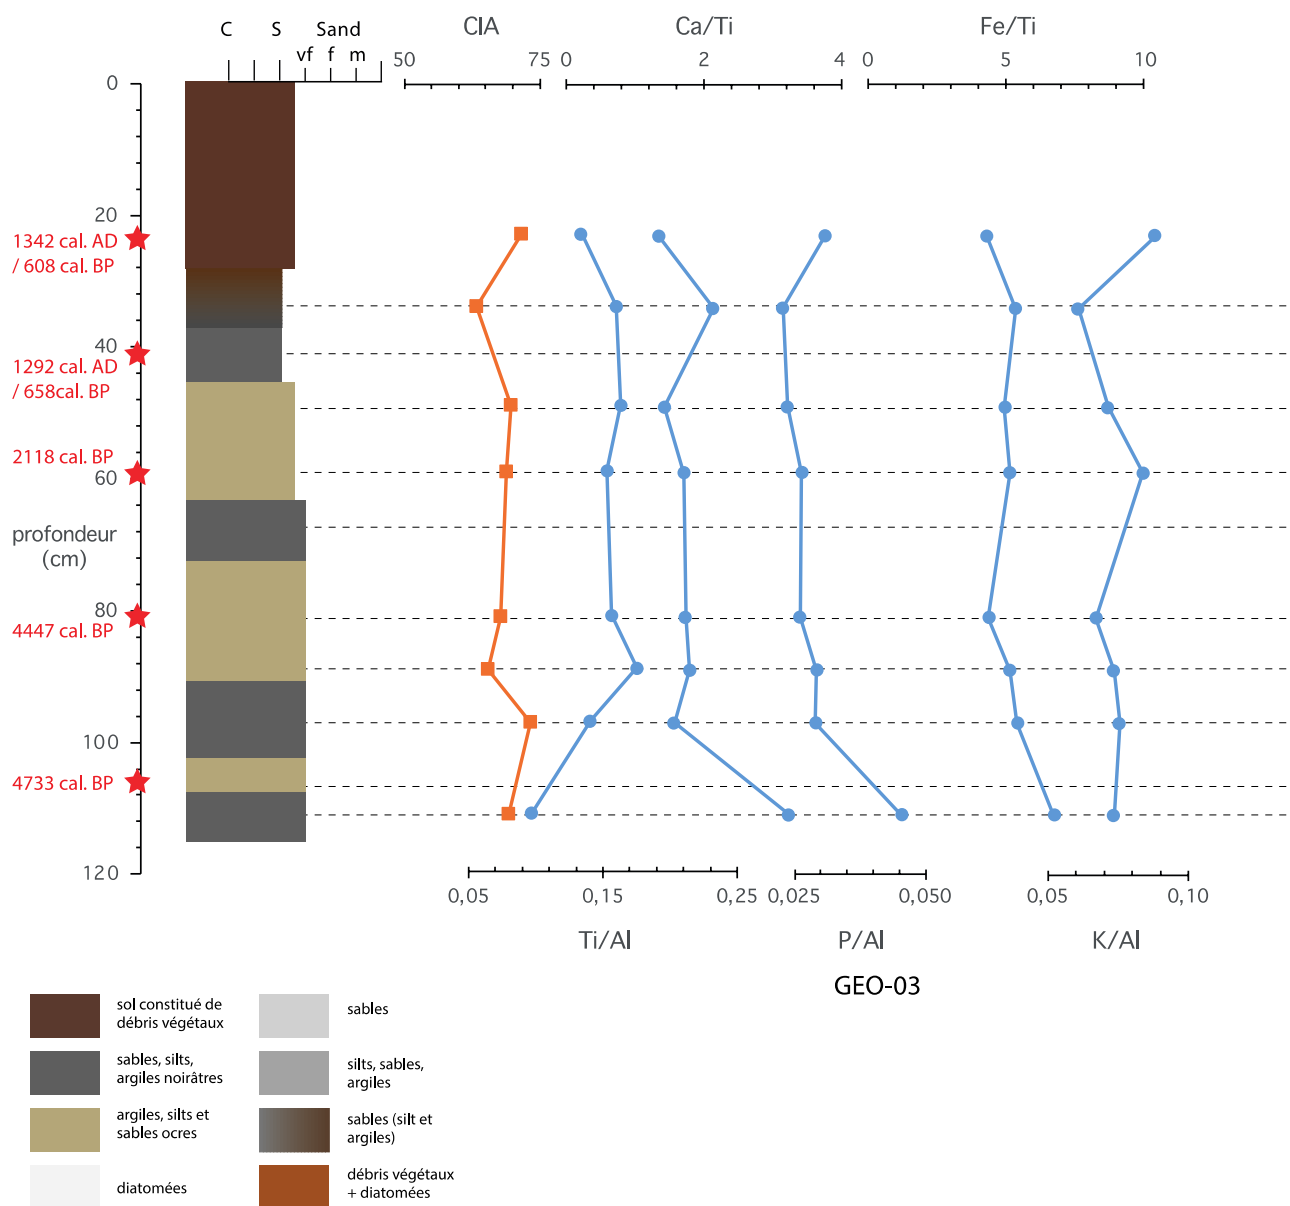 C S Sand
vf f m
CIA
50 75
Ca/Ti
0 2 4
Fe/Ti
0 5 10
0
20
1342 cal. AD
/ 608 cal. BP
40
1292 cal. AD
/ 658cal. BP
2118 cal. BP
60
profondeur
(cm)
80
4447 cal. BP
100
4733 cal. BP
120
0,05 0,15 0,25
Ti/Al
0,025 0,050
P/Al
0,05 0,10
K/Al
GEO-03
sol constitué de
débris végétaux
sables, silts,
argiles noirâtres
argiles, silts et
sables ocres
diatomées
sables
silts, sables,
argiles
sables (silt et
argiles)
débris végétaux
+ diatomées